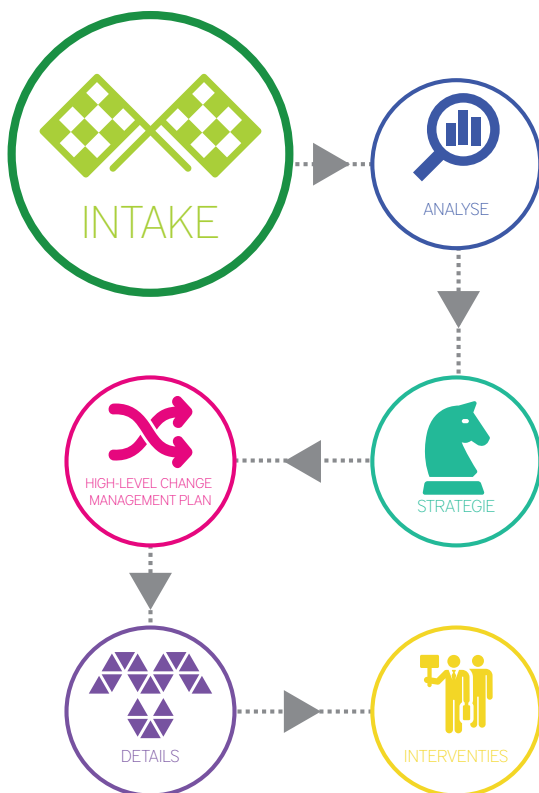 INTAKE
ANALYSE
STRATEGIE
HIGH-LEVEL CHANGE
MANAGEMENT PLAN
DETAILS
INTERVENTIES